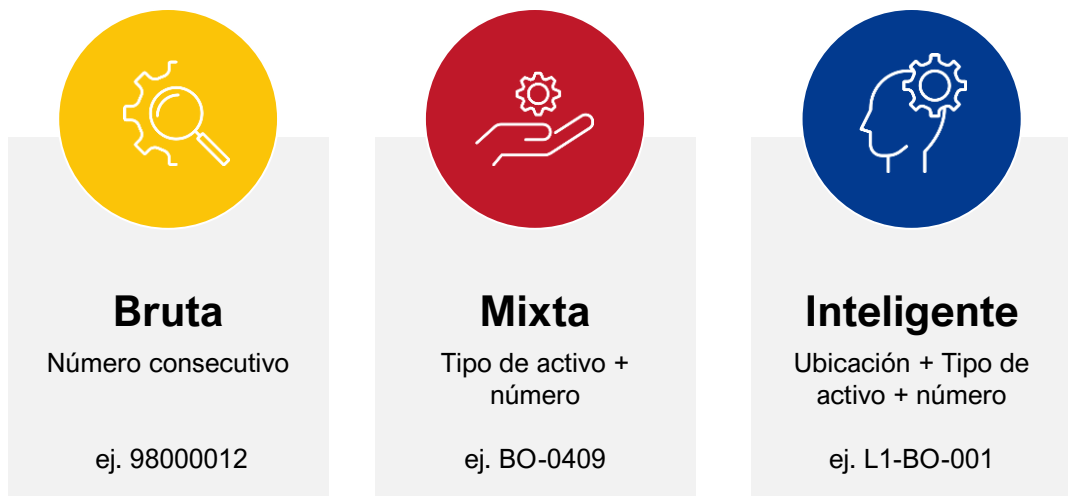 Bruta
Número consecutivo
ej. 98000012
Mixta
Tipo de activo +
número
ej. BO-0409
Inteligente
Ubicación + Tipo de
activo + número
ej. L1-BO-001